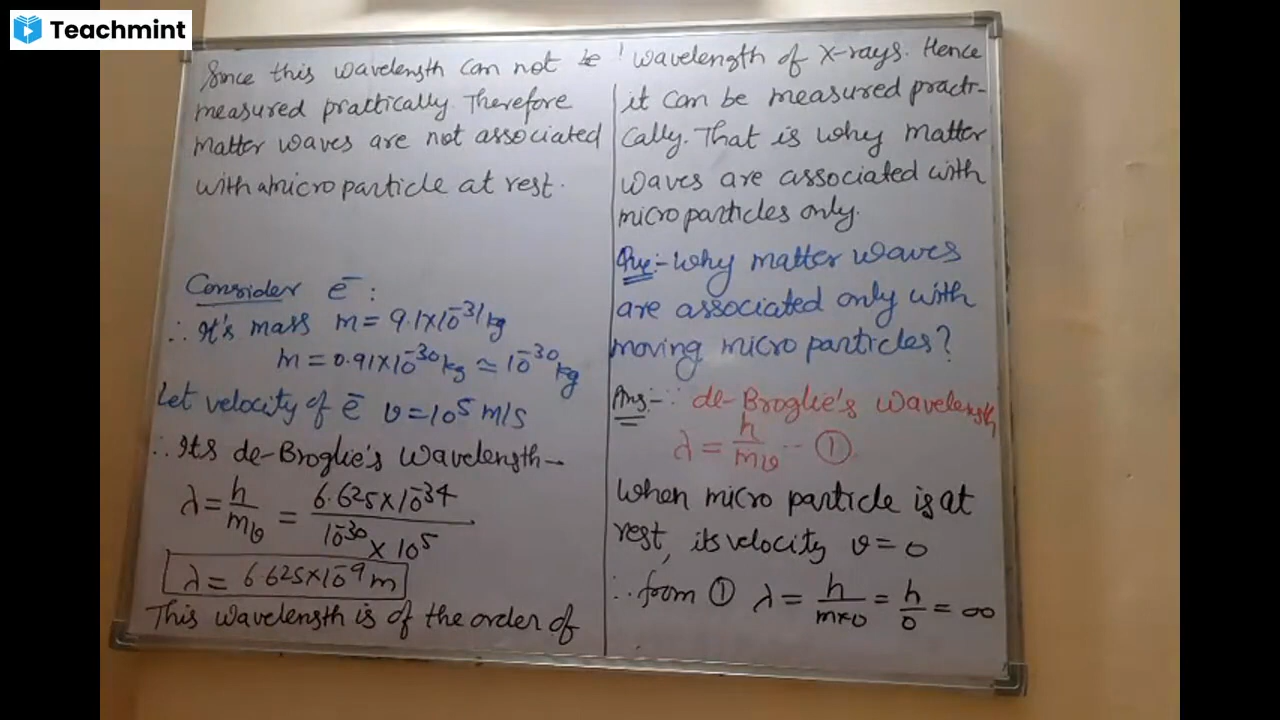 Teachmint
Since this wavelength can not be
measured practically. Therefore
matter waves are not associated
with a micro particle at rest.
Consider e⁻ :
∴ It's mass m = 9.1×10⁻³¹ kg
m = 0.91×10⁻³⁰ kg ≃ 10⁻³⁰ kg
Let velocity of e⁻ v = 10⁵ m/s
∴ Its de-Broglie's Wavelength –
λ = h/mv = 6.625×10⁻³⁴ / 10⁻³⁰ × 10⁵
λ = 6.625×10⁻⁹ m
This wavelength is of the order of
wavelength of X-rays. Hence
it can be measured practi-
cally. That is why matter
waves are associated with
micro particles only.
Que:- Why matter waves
are associated only with
moving micro particles?
Ans:- ∵ de-Broglie's Wavelength
λ = h/mv -- ①
When micro particle is at
rest, its velocity v = 0
∴ from ① λ = h/m×0 = h/0 = ∞